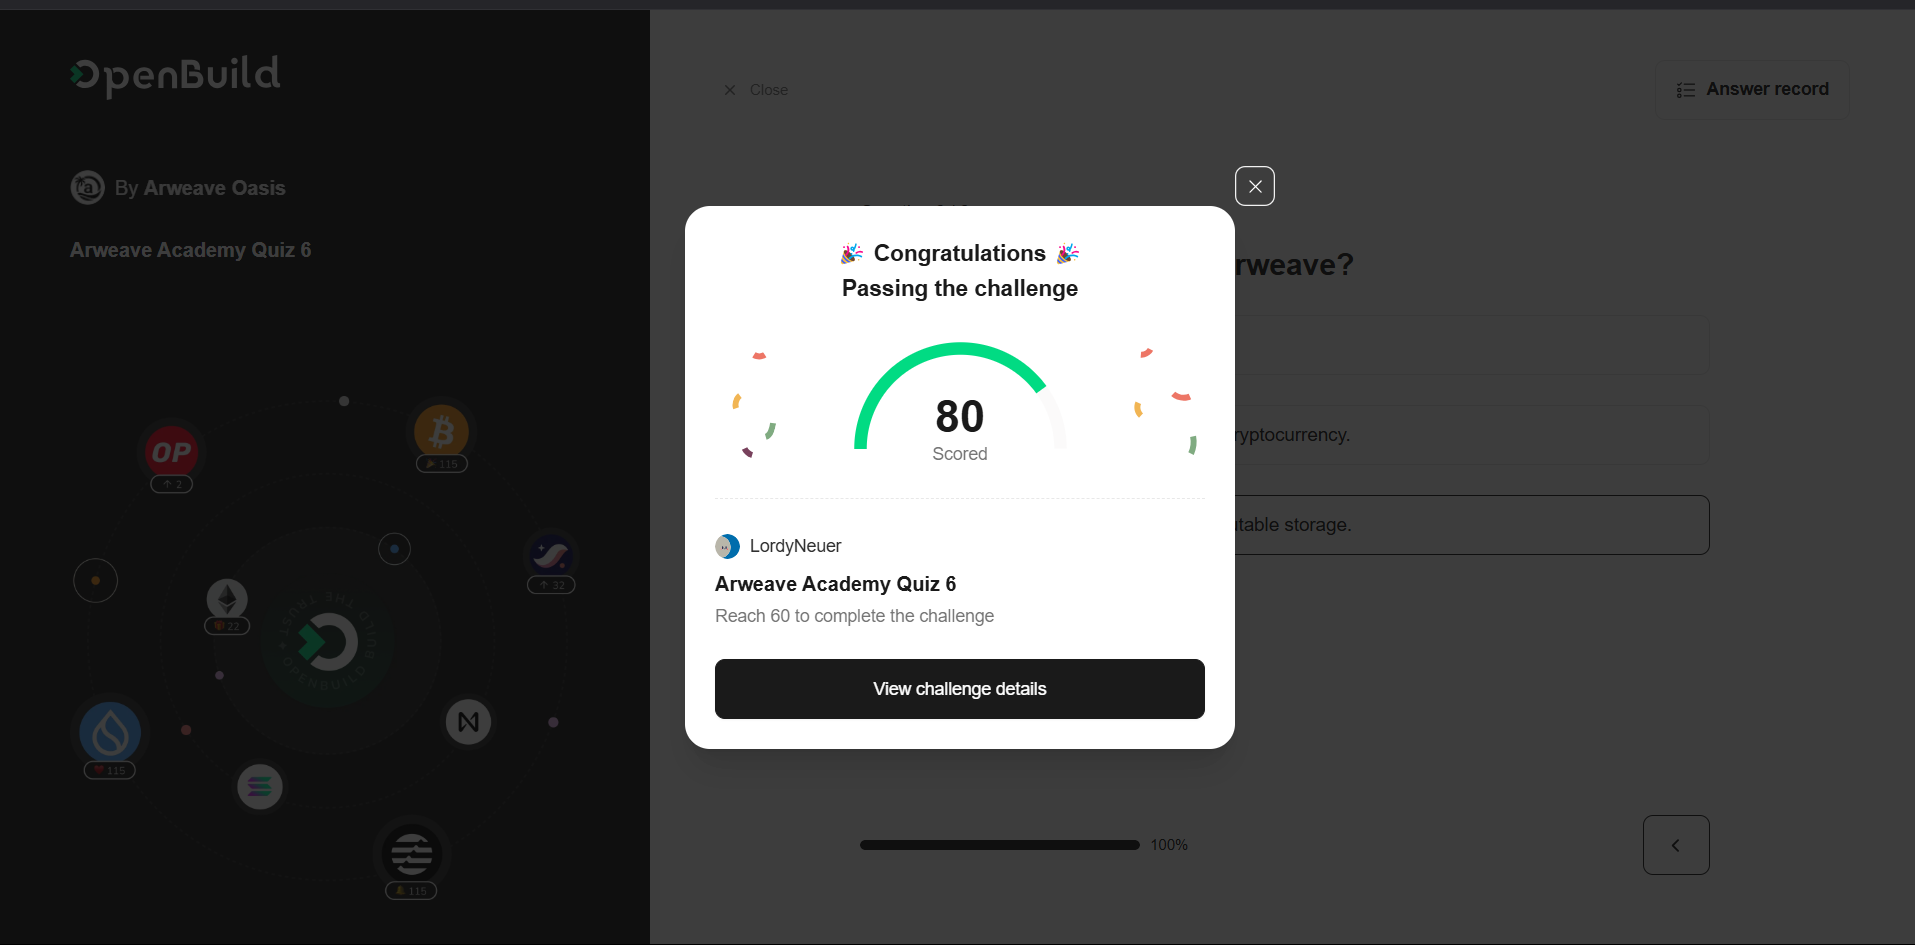 OpenBuild
By Arweave Oasis
Arweave Academy Quiz 6
OP
2
115
32
22
115
115
Close
Answer record
rweave?
ryptocurrency.
utable storage.
Congratulations
Passing the challenge
80
Scored
LordyNeuer
Arweave Academy Quiz 6
Reach 60 to complete the challenge
View challenge details
100%